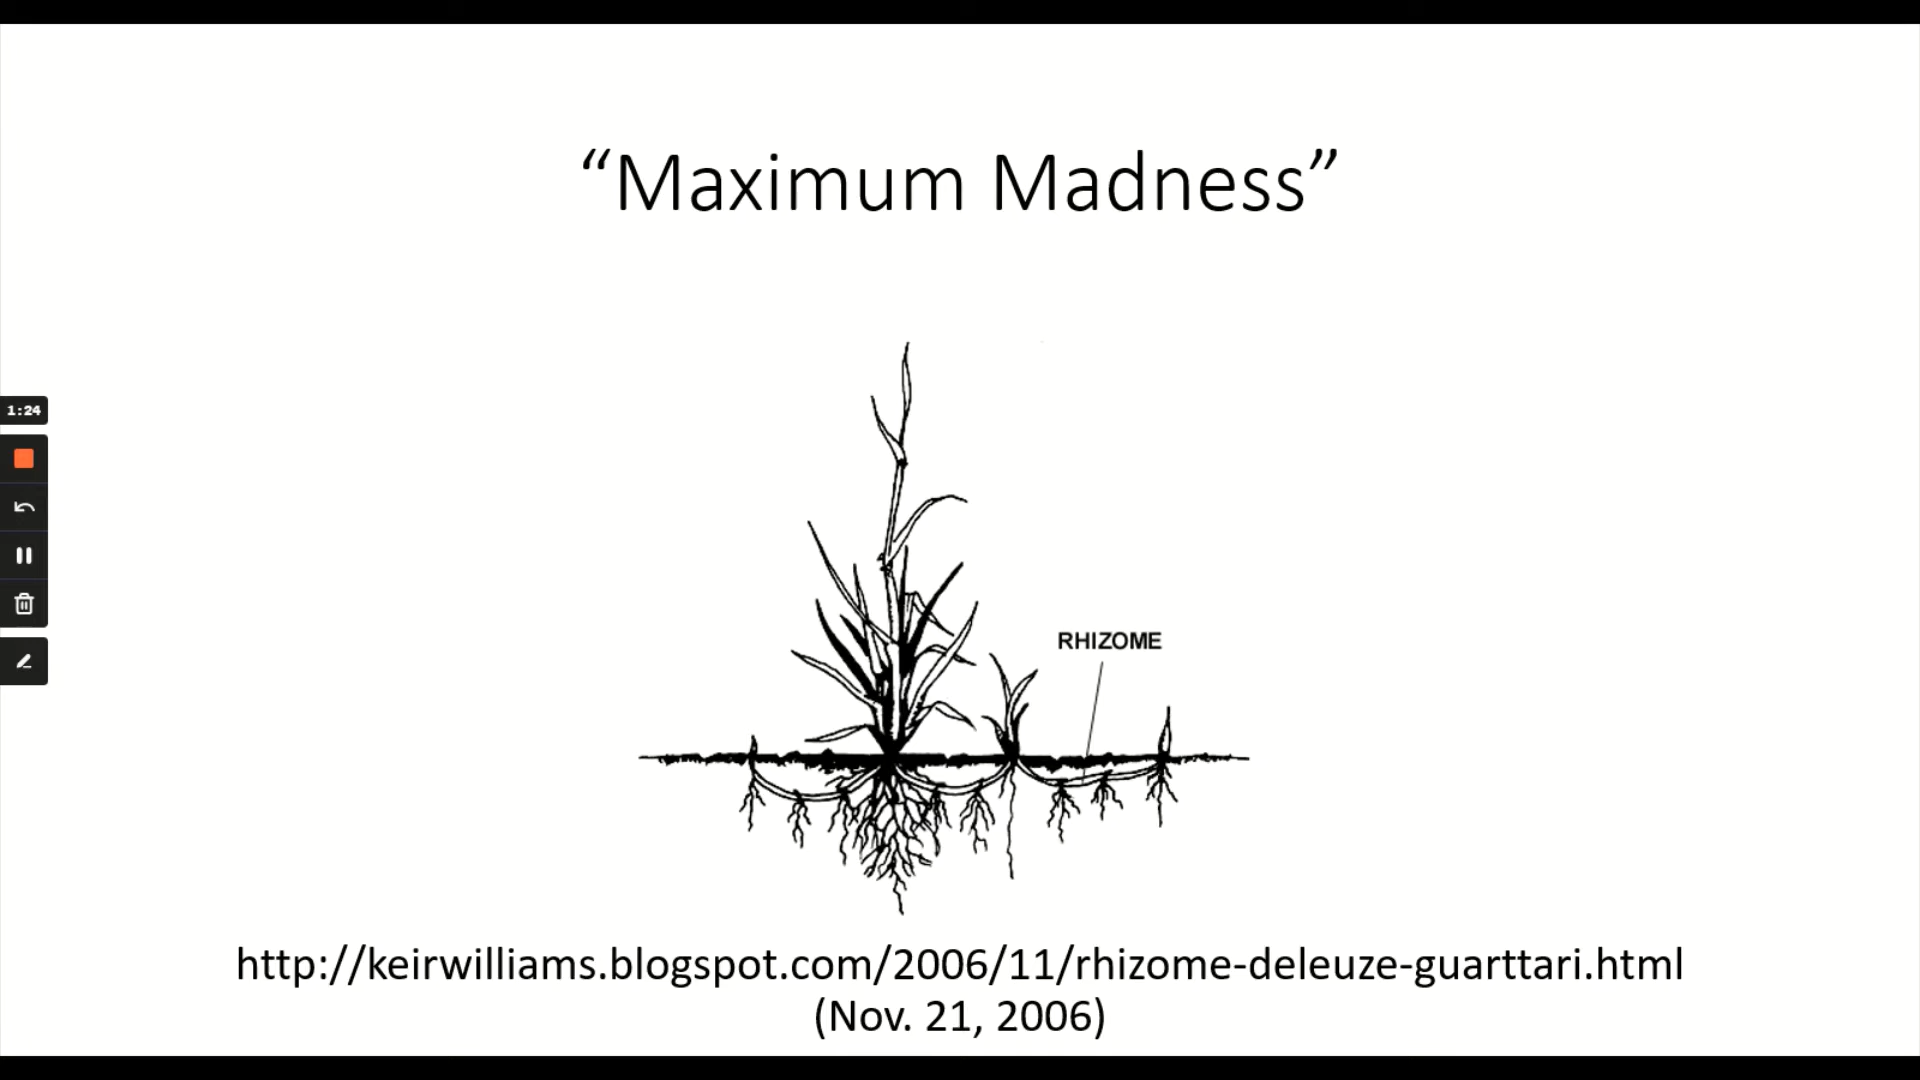 “Maximum Madness”
1:24
RHIZOME
http://keirwilliams.blogspot.com/2006/11/rhizome-deleuze-guarttari.html
(Nov. 21, 2006)